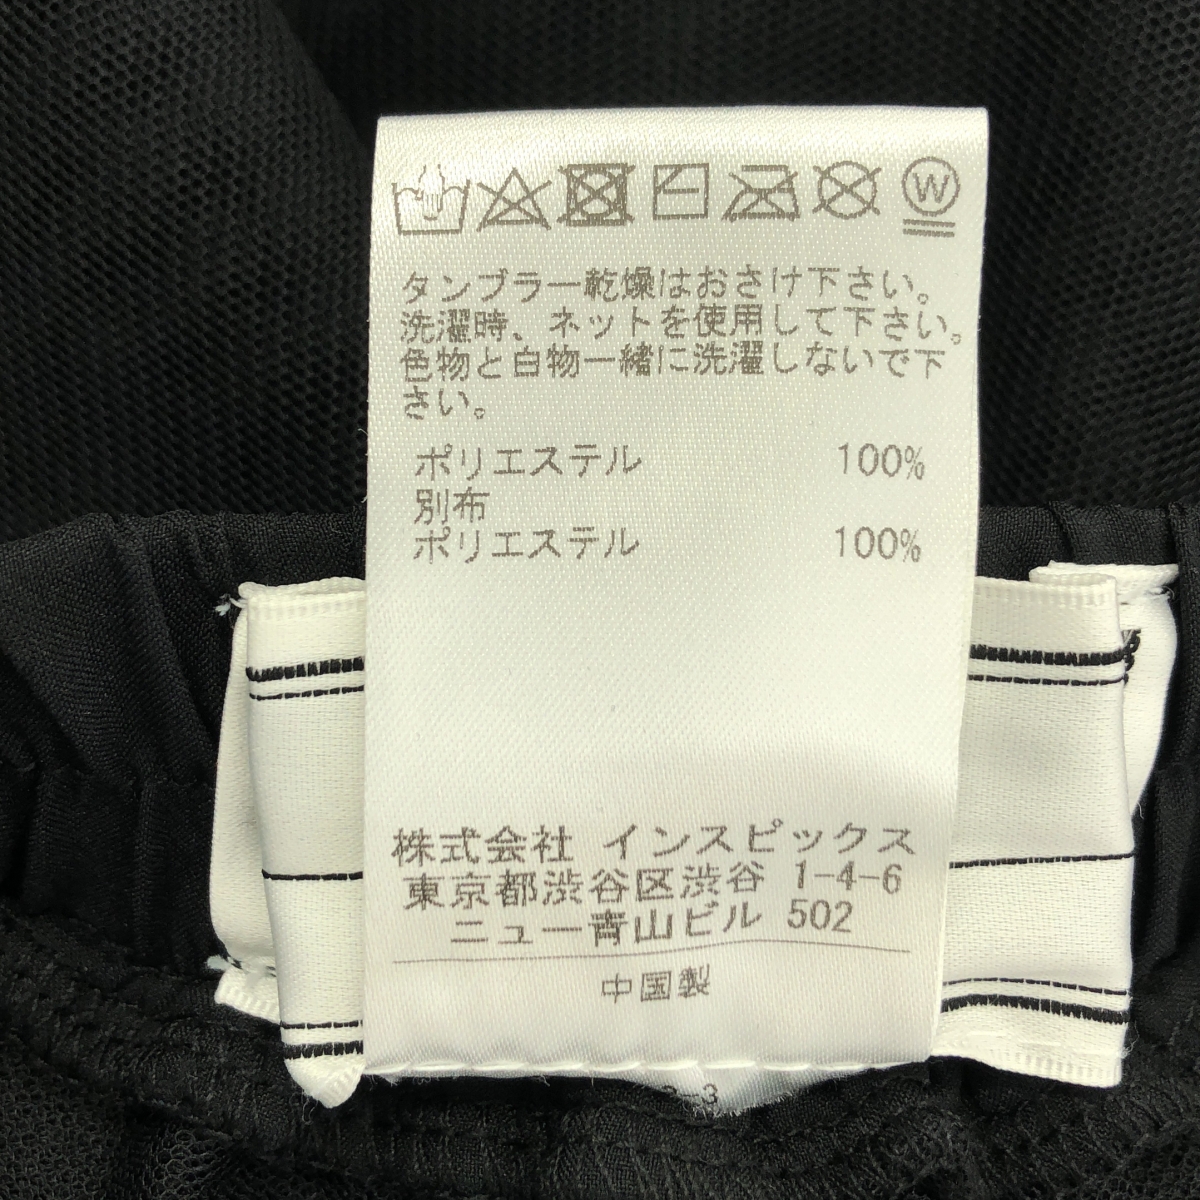 W
タンブラー乾燥はおさけ下さい。
洗濯時、ネットを使用して下さい。
色物と白物一緒に洗濯しないで下
さい。
ポリエステル 100%
別布
ポリエステル 100%
株式会社 インスピックス
東京都渋谷区渋谷 1-4-6
ニュー青山ビル 502
中国製
-3